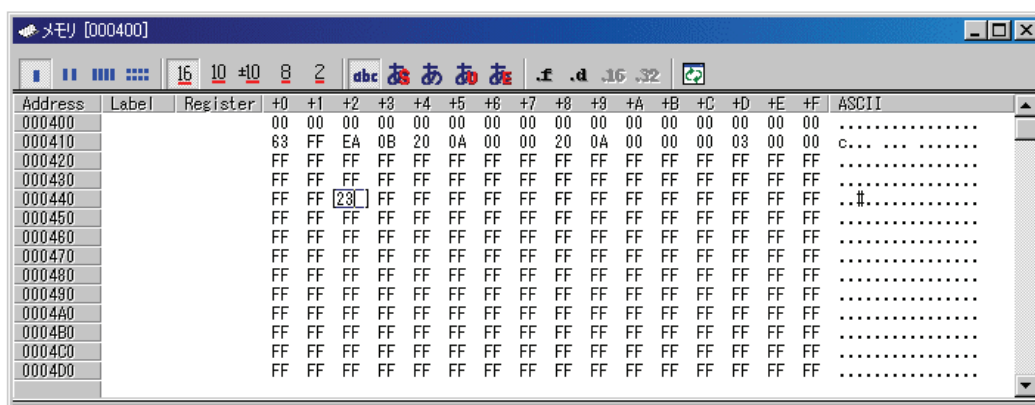 メモリ [000400]
16 10 ±10 8 2 abc あS あ あU あE .f .d .16 .32
Address Label Register +0 +1 +2 +3 +4 +5 +6 +7 +8 +9 +A +B +C +D +E +F ASCII
000400 00 00 00 00 00 00 00 00 00 00 00 00 00 00 00 00 ................
000410 63 FF EA 0B 20 0A 00 00 20 0A 00 00 00 03 00 00 c... ... .......
000420 FF FF FF FF FF FF FF FF FF FF FF FF FF FF FF FF ................
000430 FF FF FF FF FF FF FF FF FF FF FF FF FF FF FF FF ................
000440 FF FF 23 FF FF FF FF FF FF FF FF FF FF FF FF FF ..#.............
000450 FF FF FF FF FF FF FF FF FF FF FF FF FF FF FF FF ................
000460 FF FF FF FF FF FF FF FF FF FF FF FF FF FF FF FF ................
000470 FF FF FF FF FF FF FF FF FF FF FF FF FF FF FF FF ................
000480 FF FF FF FF FF FF FF FF FF FF FF FF FF FF FF FF ................
000490 FF FF FF FF FF FF FF FF FF FF FF FF FF FF FF FF ................
0004A0 FF FF FF FF FF FF FF FF FF FF FF FF FF FF FF FF ................
0004B0 FF FF FF FF FF FF FF FF FF FF FF FF FF FF FF FF ................
0004C0 FF FF FF FF FF FF FF FF FF FF FF FF FF FF FF FF ................
0004D0 FF FF FF FF FF FF FF FF FF FF FF FF FF FF FF FF ................